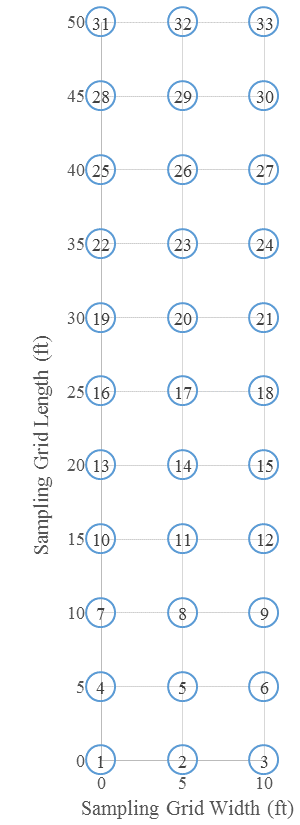 50 31 32 33
45 28 29 30
40 25 26 27
35 22 23 24
30 19 20 21
25 16 17 18
20 13 14 15
15 10 11 12
10 7 8 9
5 4 5 6
0 1 2 3
0 5 10
Sampling Grid Width (ft)
Sampling Grid Length (ft)